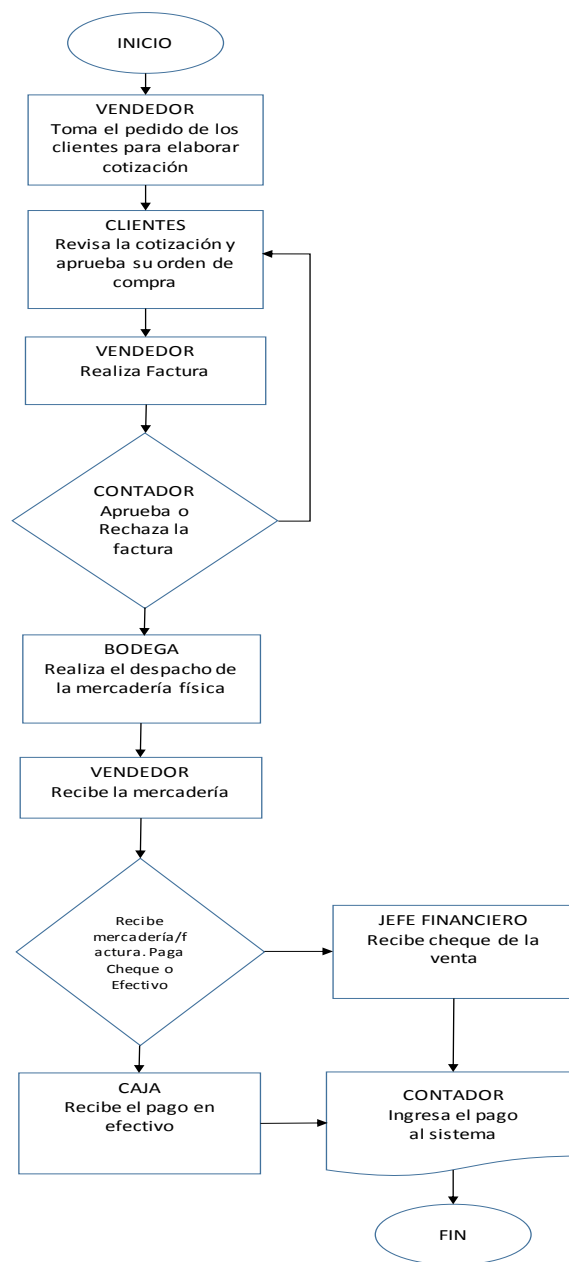 INICIO
VENDEDOR
Toma el pedido de los
clientes para elaborar
cotización
CLIENTES
Revisa la cotización y
aprueba su orden de
compra
VENDEDOR
Realiza Factura
CONTADOR
Aprueba o
Rechaza la
factura
BODEGA
Realiza el despacho de
la mercadería física
VENDEDOR
Recibe la mercadería
Recibe
mercadería/f
actura. Paga
Cheque o
Efectivo
JEFE FINANCIERO
Recibe cheque de la
venta
CAJA
Recibe el pago en
efectivo
CONTADOR
Ingresa el pago
al sistema
FIN